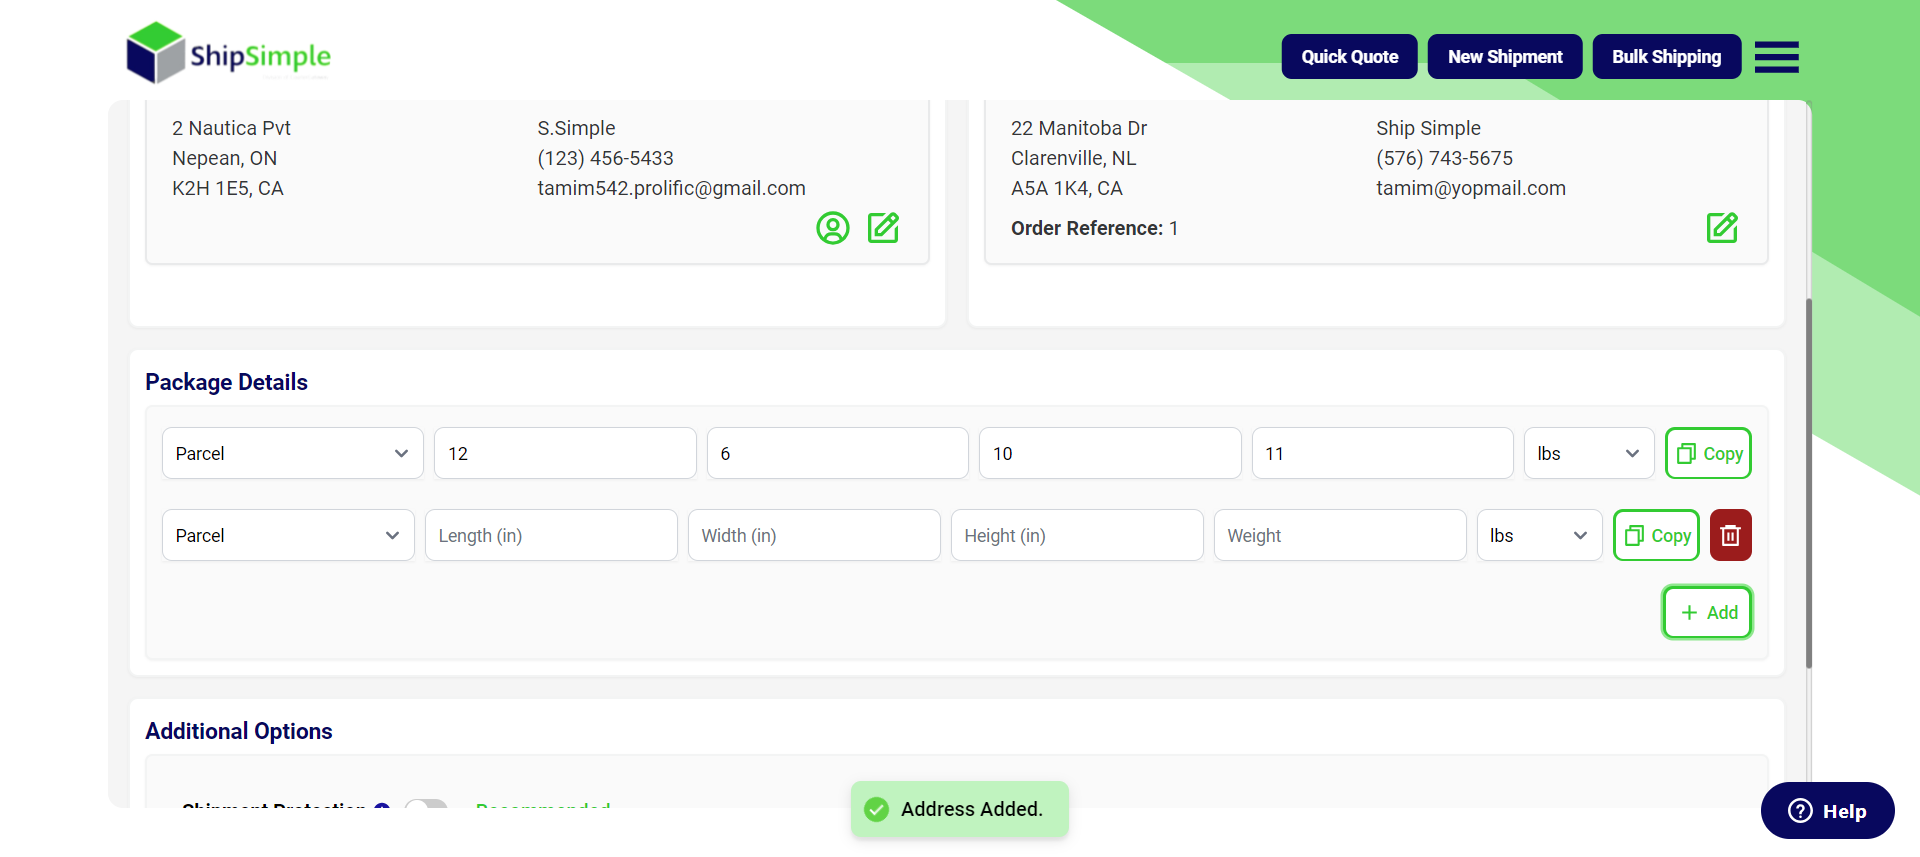 ShipSimple
Quick Quote
New Shipment
Bulk Shipping
2 Nautica Pvt
Nepean, ON
K2H 1E5, CA
S.Simple
(123) 456-5433
tamim542.prolific@gmail.com
22 Manitoba Dr
Clarenville, NL
A5A 1K4, CA
Ship Simple
(576) 743-5675
tamim@yopmail.com
Order Reference: 1
Package Details
Parcel 12 6 10 11 lbs Copy
Parcel Length (in) Width (in) Height (in) Weight lbs Copy
+ Add
Additional Options
Shipment Protection Recommended
Address Added.
Help